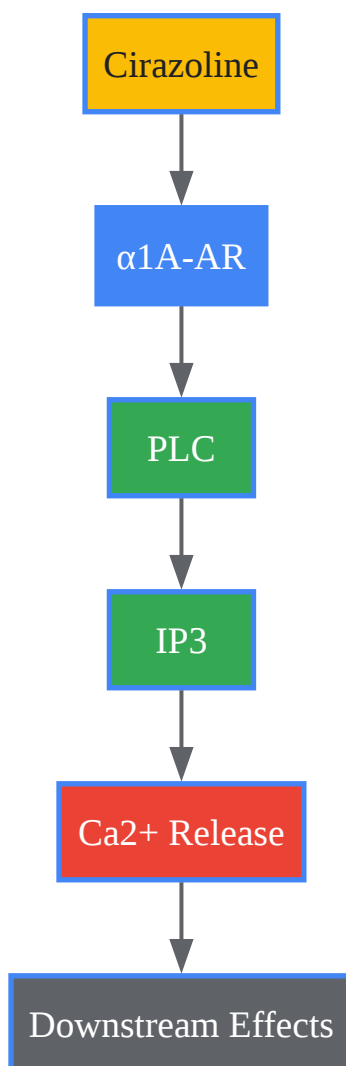 Cirazoline
α1A-AR
PLC
IP3
Ca2+ Release
Downstream Effects